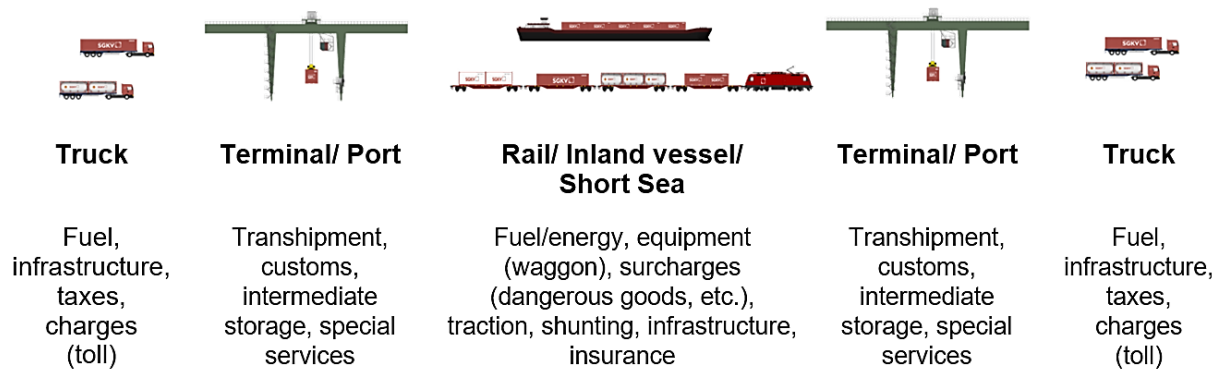 SGKV
SGKV
Truck
Fuel,
infrastructure,
taxes,
charges
(toll)
Terminal/ Port
Transhipment,
customs,
intermediate
storage, special
services
Rail/ Inland vessel/
Short Sea
Fuel/energy, equipment
(waggon), surcharges
(dangerous goods, etc.),
traction, shunting, infrastructure,
insurance
Terminal/ Port
Transhipment,
customs,
intermediate
storage, special
services
SGKV
Truck
Fuel,
infrastructure,
taxes,
charges
(toll)